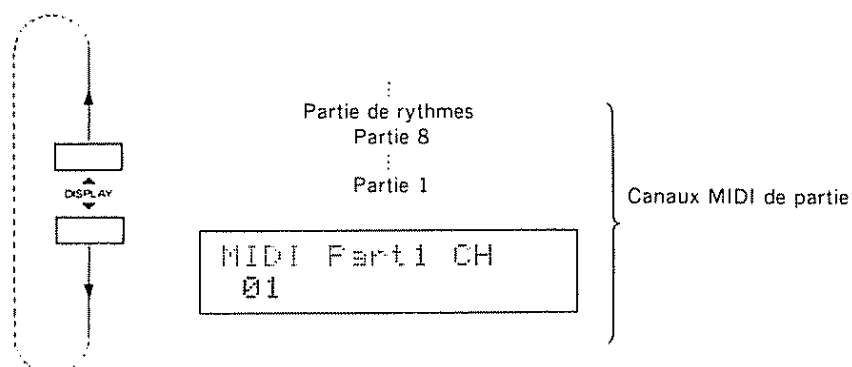 Partie de rythmes
Partie 8
Partie 1
DISPLAY
Canaux MIDI de partie
MIDI Part1 CH
01